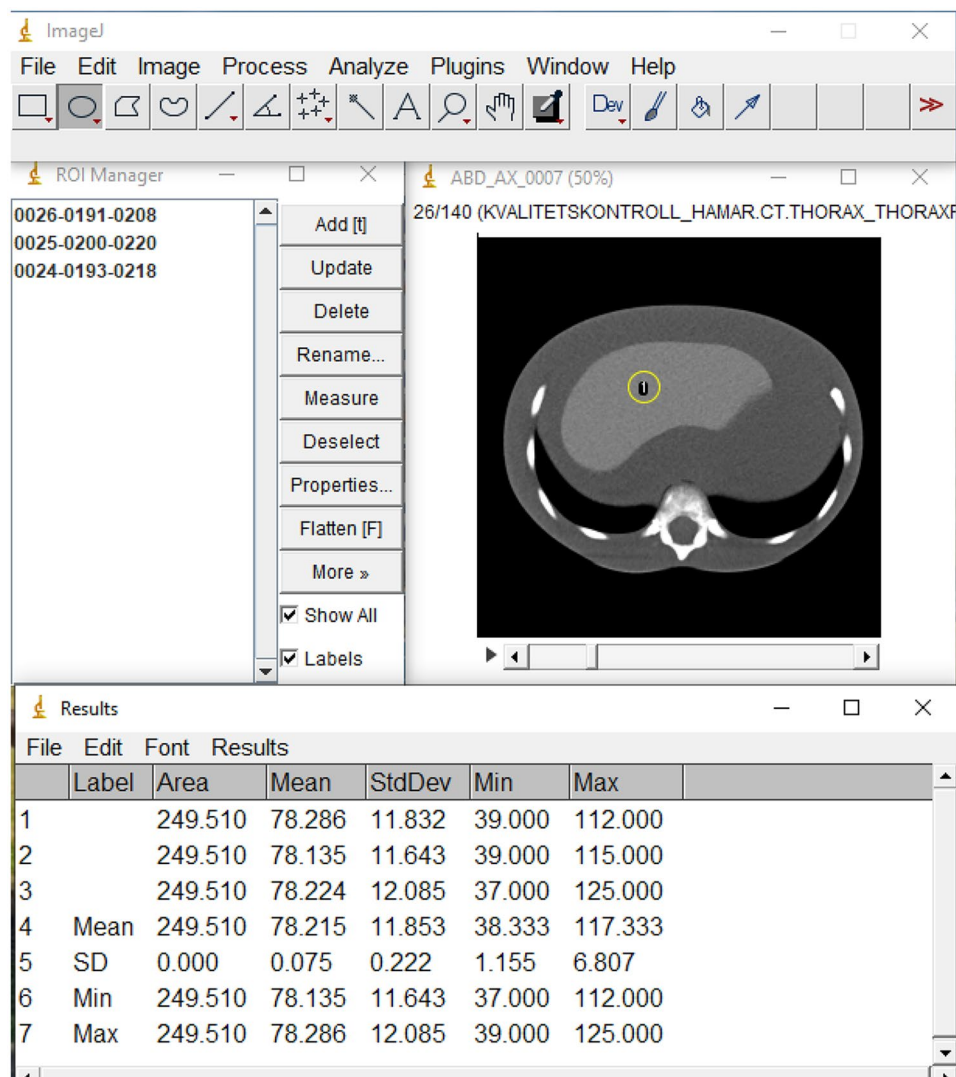 ImageJ
File Edit Image Process Analyze Plugins Window Help
Dev
ROI Manager
0026-0191-0208
0025-0200-0220
0024-0193-0218
Add [t]
Update
Delete
Rename...
Measure
Deselect
Properties...
Flatten [F]
More »
Show All
Labels
ABD_AX_0007 (50%)
26/140 (KVALITETSKONTROLL_HAMAR.CT.THORAX_THORAXF
1
Results
File Edit Font Results
Label Area Mean StdDev Min Max
1 249.510 78.286 11.832 39.000 112.000
2 249.510 78.135 11.643 39.000 115.000
3 249.510 78.224 12.085 37.000 125.000
4 Mean 249.510 78.215 11.853 38.333 117.333
5 SD 0.000 0.075 0.222 1.155 6.807
6 Min 249.510 78.135 11.643 37.000 112.000
7 Max 249.510 78.286 12.085 39.000 125.000